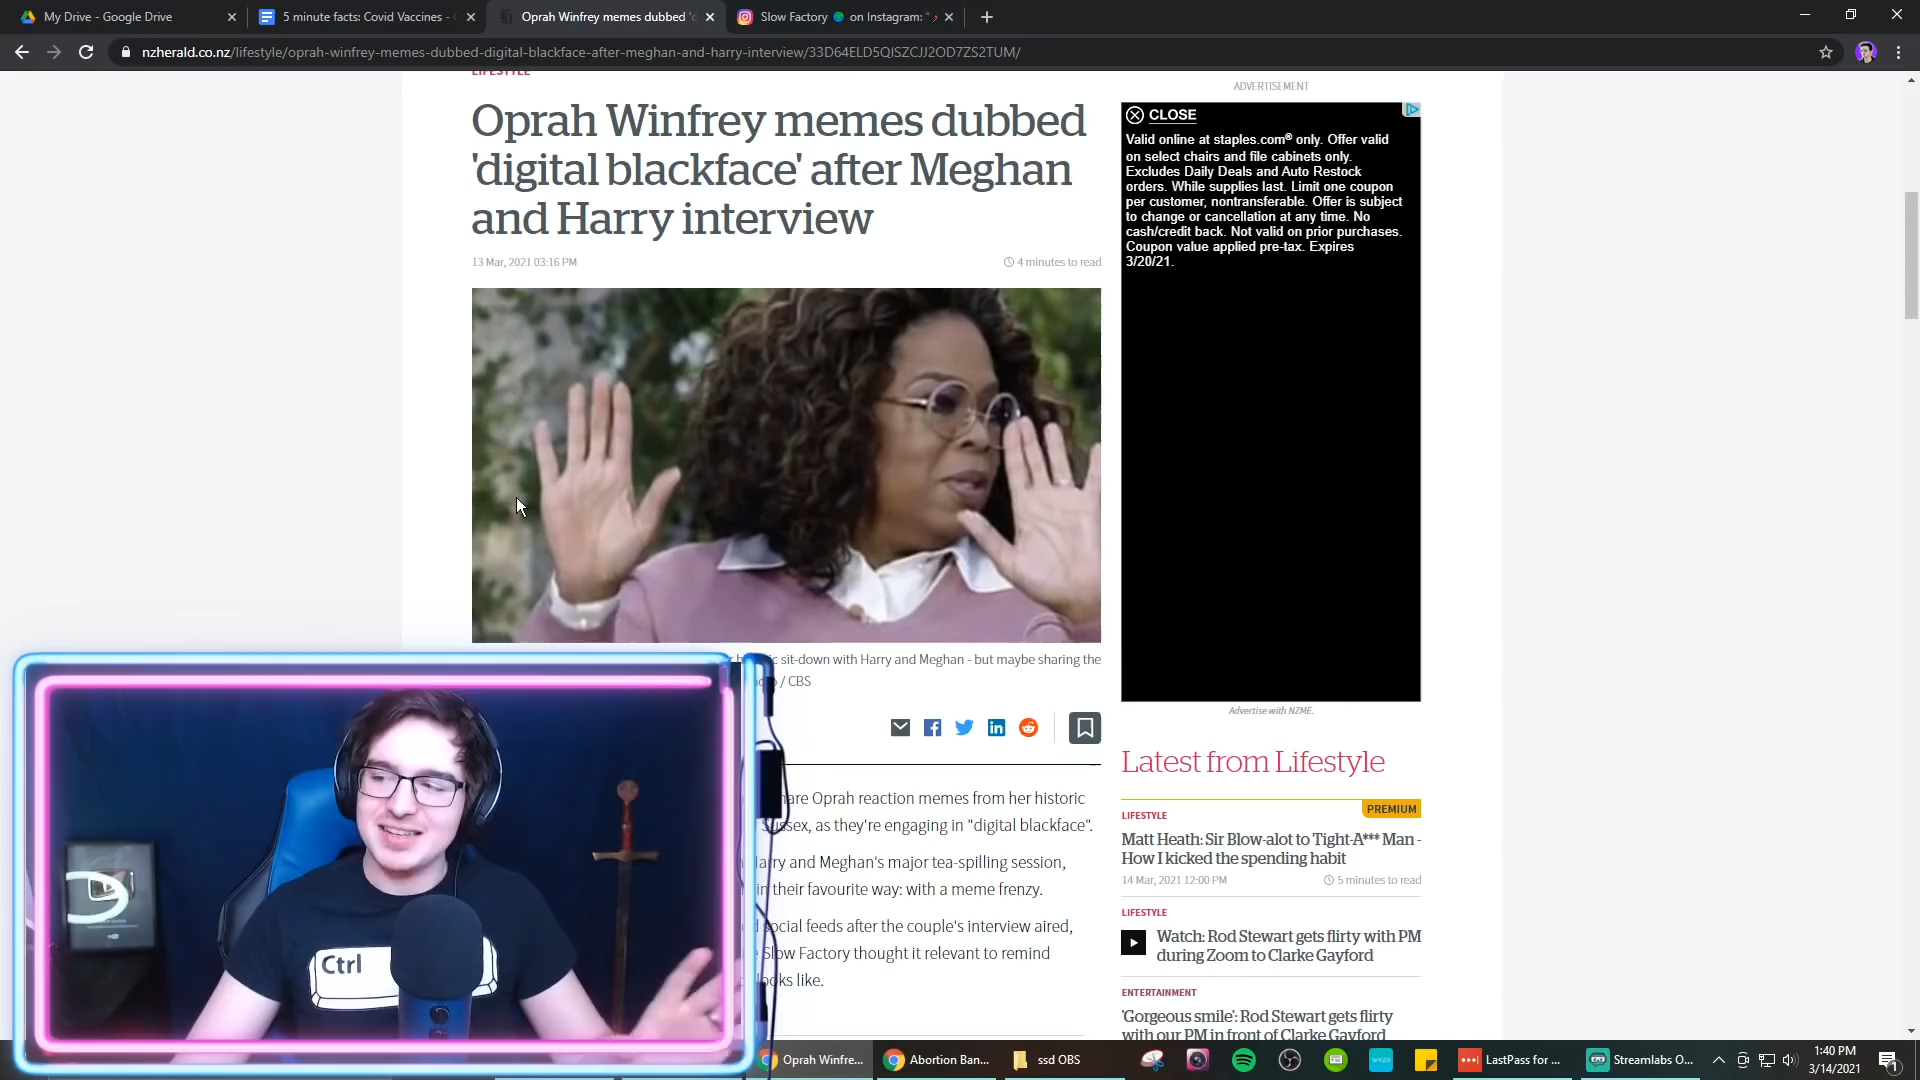 My Drive - Google Drive
5 minute facts: Covid Vaccines -
Oprah Winfrey memes dubbed 'd
Slow Factory on Instagram: "
nzherald.co.nz/lifestyle/oprah-winfrey-memes-dubbed-digital-blackface-after-meghan-and-harry-interview/33D64ELD5QISZCJJ2OD7ZS2TUM/
LIFESTYLE
Oprah Winfrey memes dubbed
'digital blackface' after Meghan
and Harry interview
13 Mar, 2021 03:16 PM
4 minutes to read
sit-down with Harry and Meghan - but maybe sharing the
/ CBS
are Oprah reaction memes from her historic
Sussex, as they're engaging in "digital blackface".
Harry and Meghan's major tea-spilling session,
in their favourite way: with a meme frenzy.
social feeds after the couple's interview aired,
Slow Factory thought it relevant to remind
looks like.
ADVERTISEMENT
CLOSE
Valid online at staples.com® only. Offer valid
on select chairs and file cabinets only.
Excludes Daily Deals and Auto Restock
orders. While supplies last. Limit one coupon
per customer, nontransferable. Offer is subject
to change or cancellation at any time. No
cash/credit back. Not valid on prior purchases.
Coupon value applied pre-tax. Expires
3/20/21.
Advertise with NZME.
Latest from Lifestyle
PREMIUM
LIFESTYLE
Matt Heath: Sir Blow-alot to Tight-A*** Man -
How I kicked the spending habit
14 Mar, 2021 12:00 PM
5 minutes to read
LIFESTYLE
Watch: Rod Stewart gets flirty with PM
during Zoom to Clarke Gayford
ENTERTAINMENT
'Gorgeous smile': Rod Stewart gets flirty
with our PM in front of Clarke Gayford
Ctrl
Oprah Winfre...
Abortion Ban...
ssd OBS
WYZE
LastPass for ...
Streamlabs O...
1:40 PM
3/14/2021
1